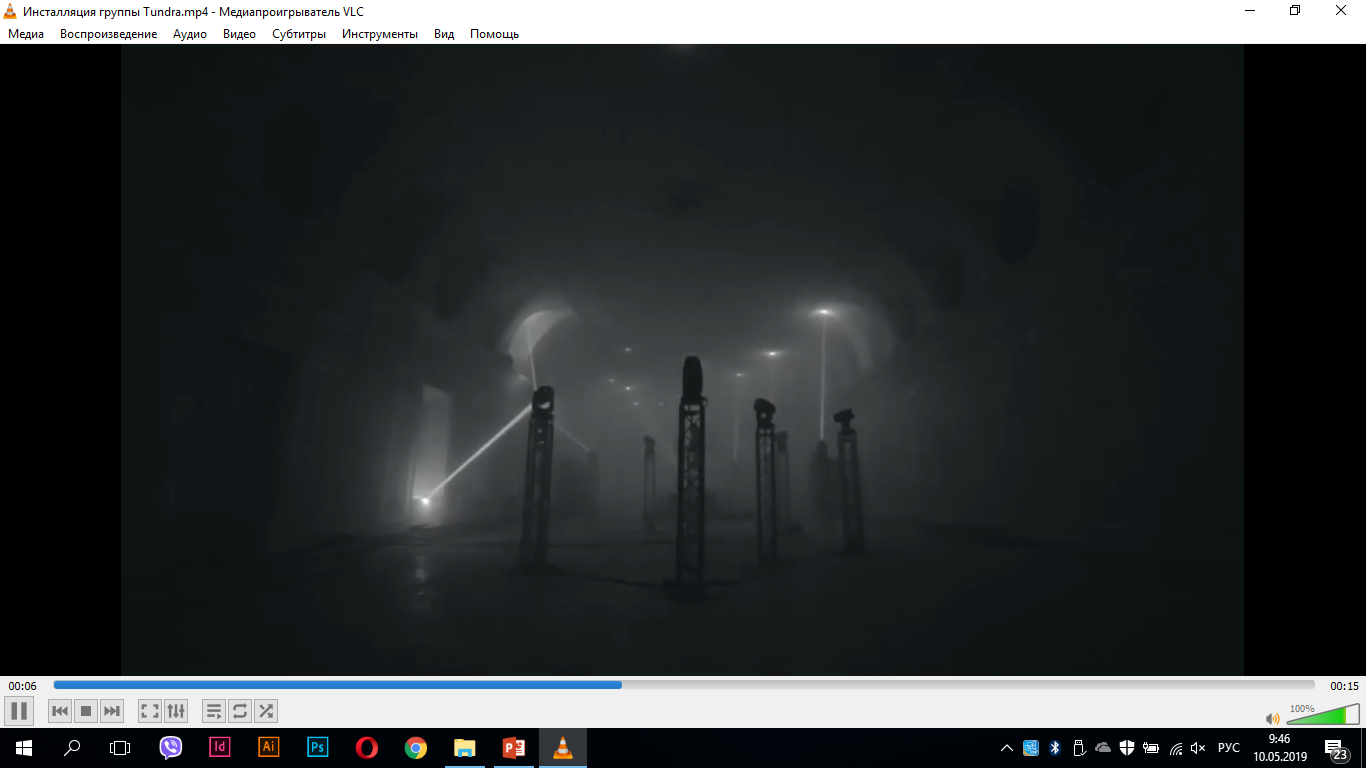 Инсталляция группы Tundra.mp4 - Медиапроигрыватель VLC
Медиа Воспроизведение Аудио Видео Субтитры Инструменты Вид Помощь
00:06 00:15
100%
Id Ai Ps
РУС
9:46
10.05.2019
23